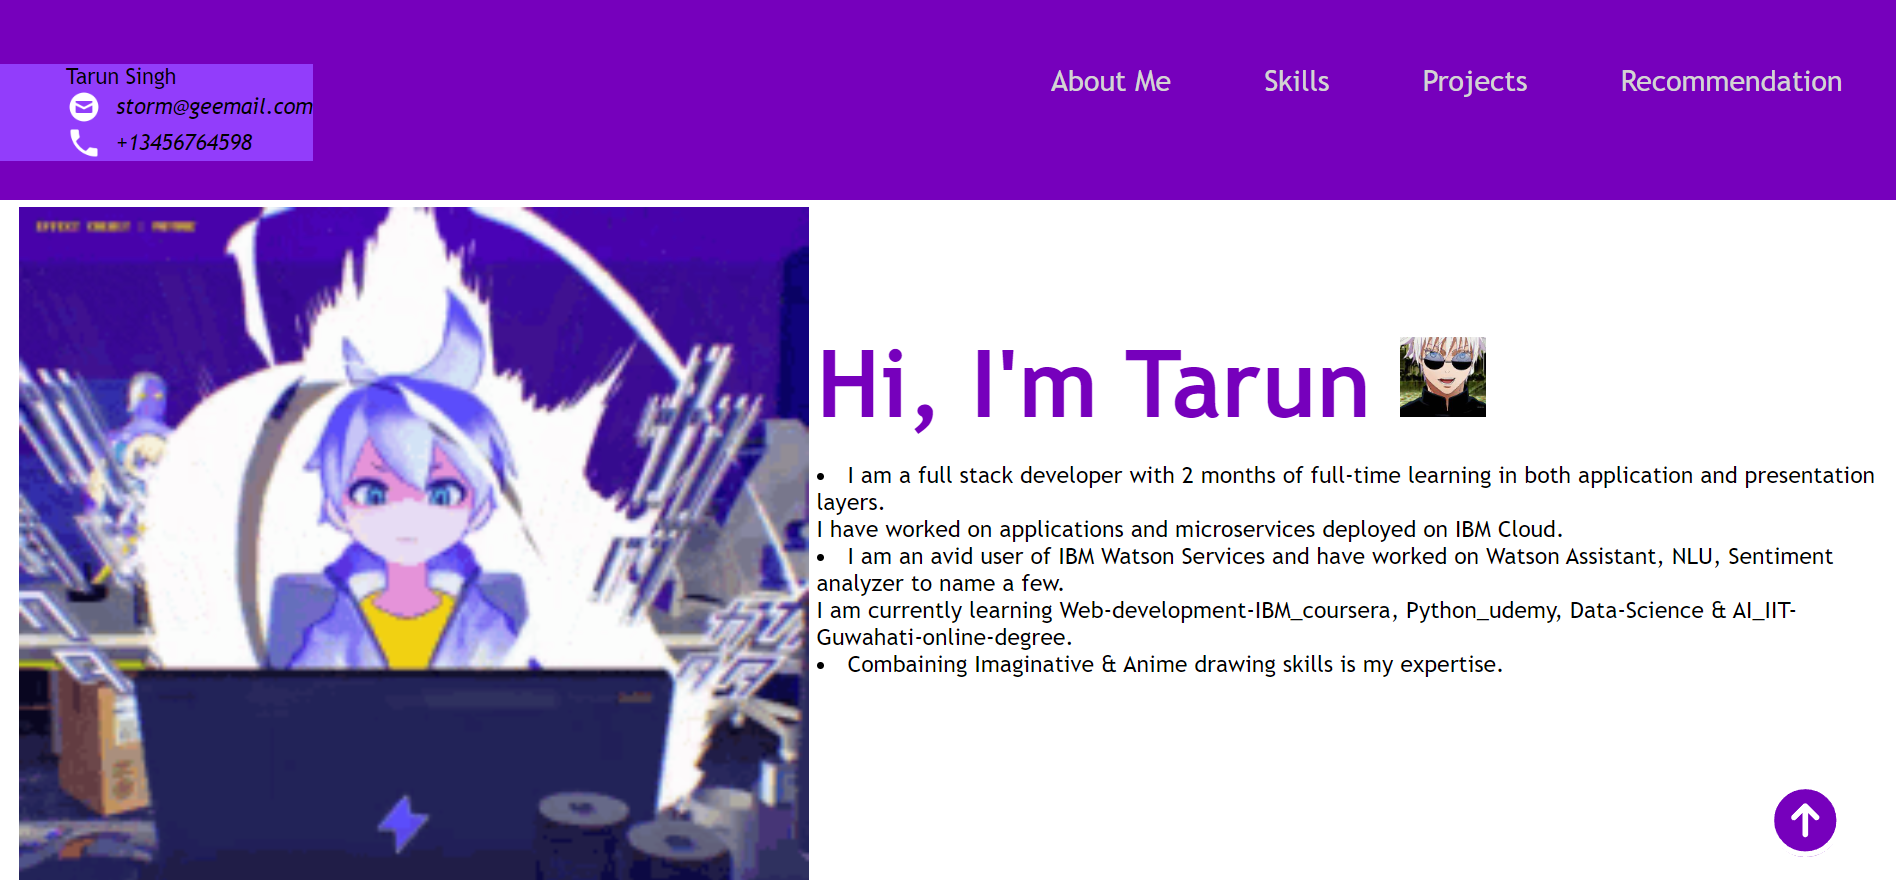 Tarun Singh
storm@geemail.com
+13456764598
About Me Skills Projects Recommendation
Hi, I'm Tarun
• I am a full stack developer with 2 months of full-time learning in both application and presentation
layers.
I have worked on applications and microservices deployed on IBM Cloud.
• I am an avid user of IBM Watson Services and have worked on Watson Assistant, NLU, Sentiment
analyzer to name a few.
I am currently learning Web-development-IBM_coursera, Python_udemy, Data-Science & AI_IIT-
Guwahati-online-degree.
• Combaining Imaginative & Anime drawing skills is my expertise.